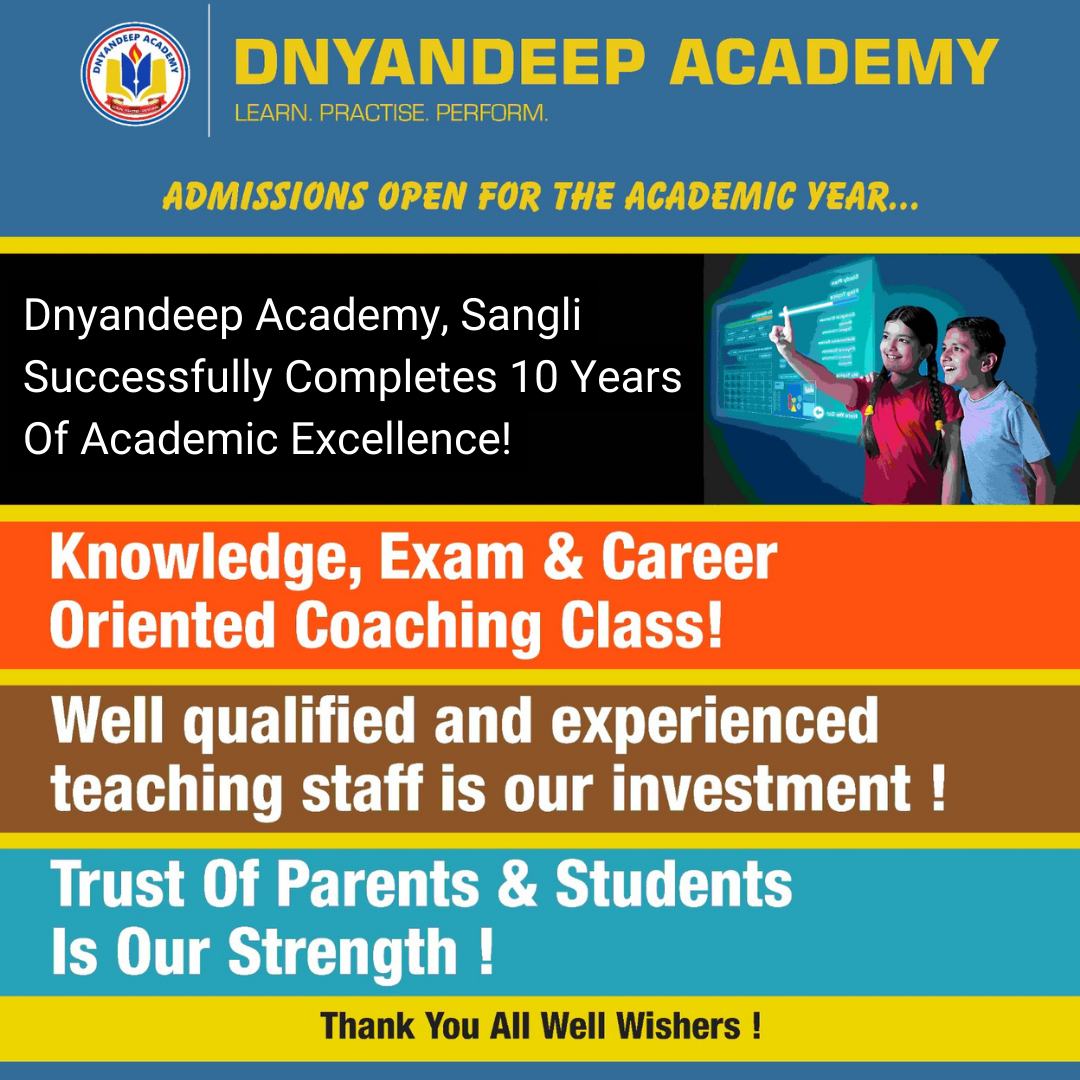 DNYANDEEP ACADEMY
DNYANDEEP ACADEMY
LEARN. PRACTISE. PERFORM.
ADMISSIONS OPEN FOR THE ACADEMIC YEAR...
Dnyandeep Academy, Sangli
Successfully Completes 10 Years
Of Academic Excellence!
Knowledge, Exam & Career
Oriented Coaching Class!
Well qualified and experienced
teaching staff is our investment !
Trust Of Parents & Students
Is Our Strength !
Thank You All Well Wishers !